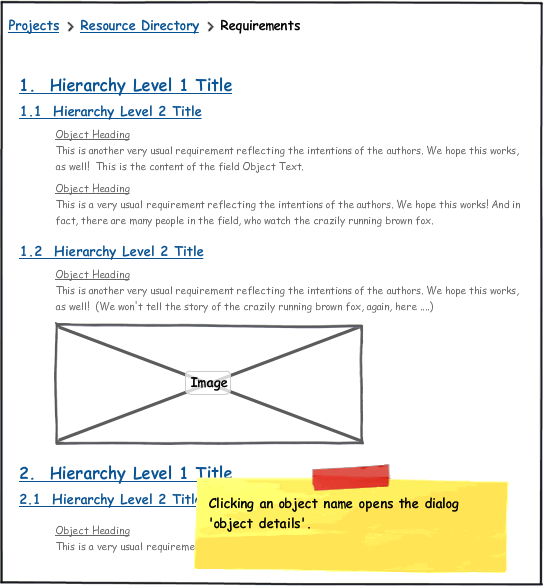 Projects > Resource Directory > Requirements
1. Hierarchy Level 1 Title
1.1 Hierarchy Level 2 Title
Object Heading
This is another very usual requirement reflecting the intentions of the authors. We hope this works,
as well! This is the content of the field Object Text.
Object Heading
This is a very usual requirement reflecting the intentions of the authors. We hope this works! And in
fact, there are many people in the field, who watch the crazily running brown fox.
1.2 Hierarchy Level 2 Title
Object Heading
This is another very usual requirement reflecting the intentions of the authors. We hope this works,
as well! (We won't tell the story of the crazily running brown fox, again, here ....)
Image
2. Hierarchy Level 1 Title
2.1 Hierarchy Level 2 Title
Object Heading
This is a very usual requireme
Clicking an object name opens the dialog
'object details'.